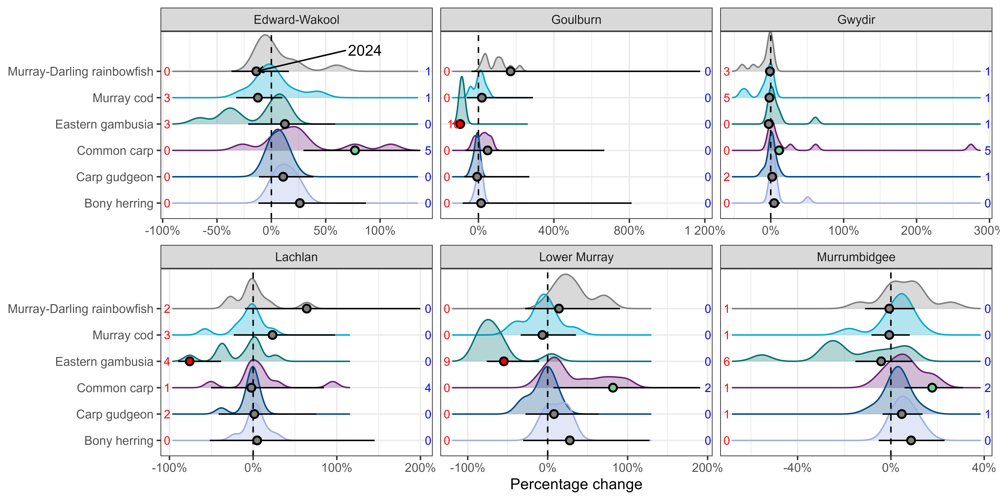 Edward-Wakool Goulburn Gwydir
2024
Murray-Darling rainbowfish 0 1 0 0 3 1
Murray cod 3 1 0 0 5 1
Eastern gambusia 3 0 10 0 0 1
Common carp 0 5 0 0 0 5
Carp gudgeon 0 0 0 0 2 1
Bony herring 0 0 0 0 0 0
-100% -50% 0% 50% 100% 0% 400% 800% 1 200% 0% 100% 200% 300%
Lachlan Lower Murray Murrumbidgee
Murray-Darling rainbowfish 2 0 0 0 1 0
Murray cod 3 0 0 0 1 0
Eastern gambusia 4 0 9 0 6 0
Common carp 1 4 0 2 1 2
Carp gudgeon 2 0 0 0 1 1
Bony herring 0 0 0 0 0 0
-100% 0% 100% 200% -100% 0% 100% 200% -40% 0% 40%
Percentage change